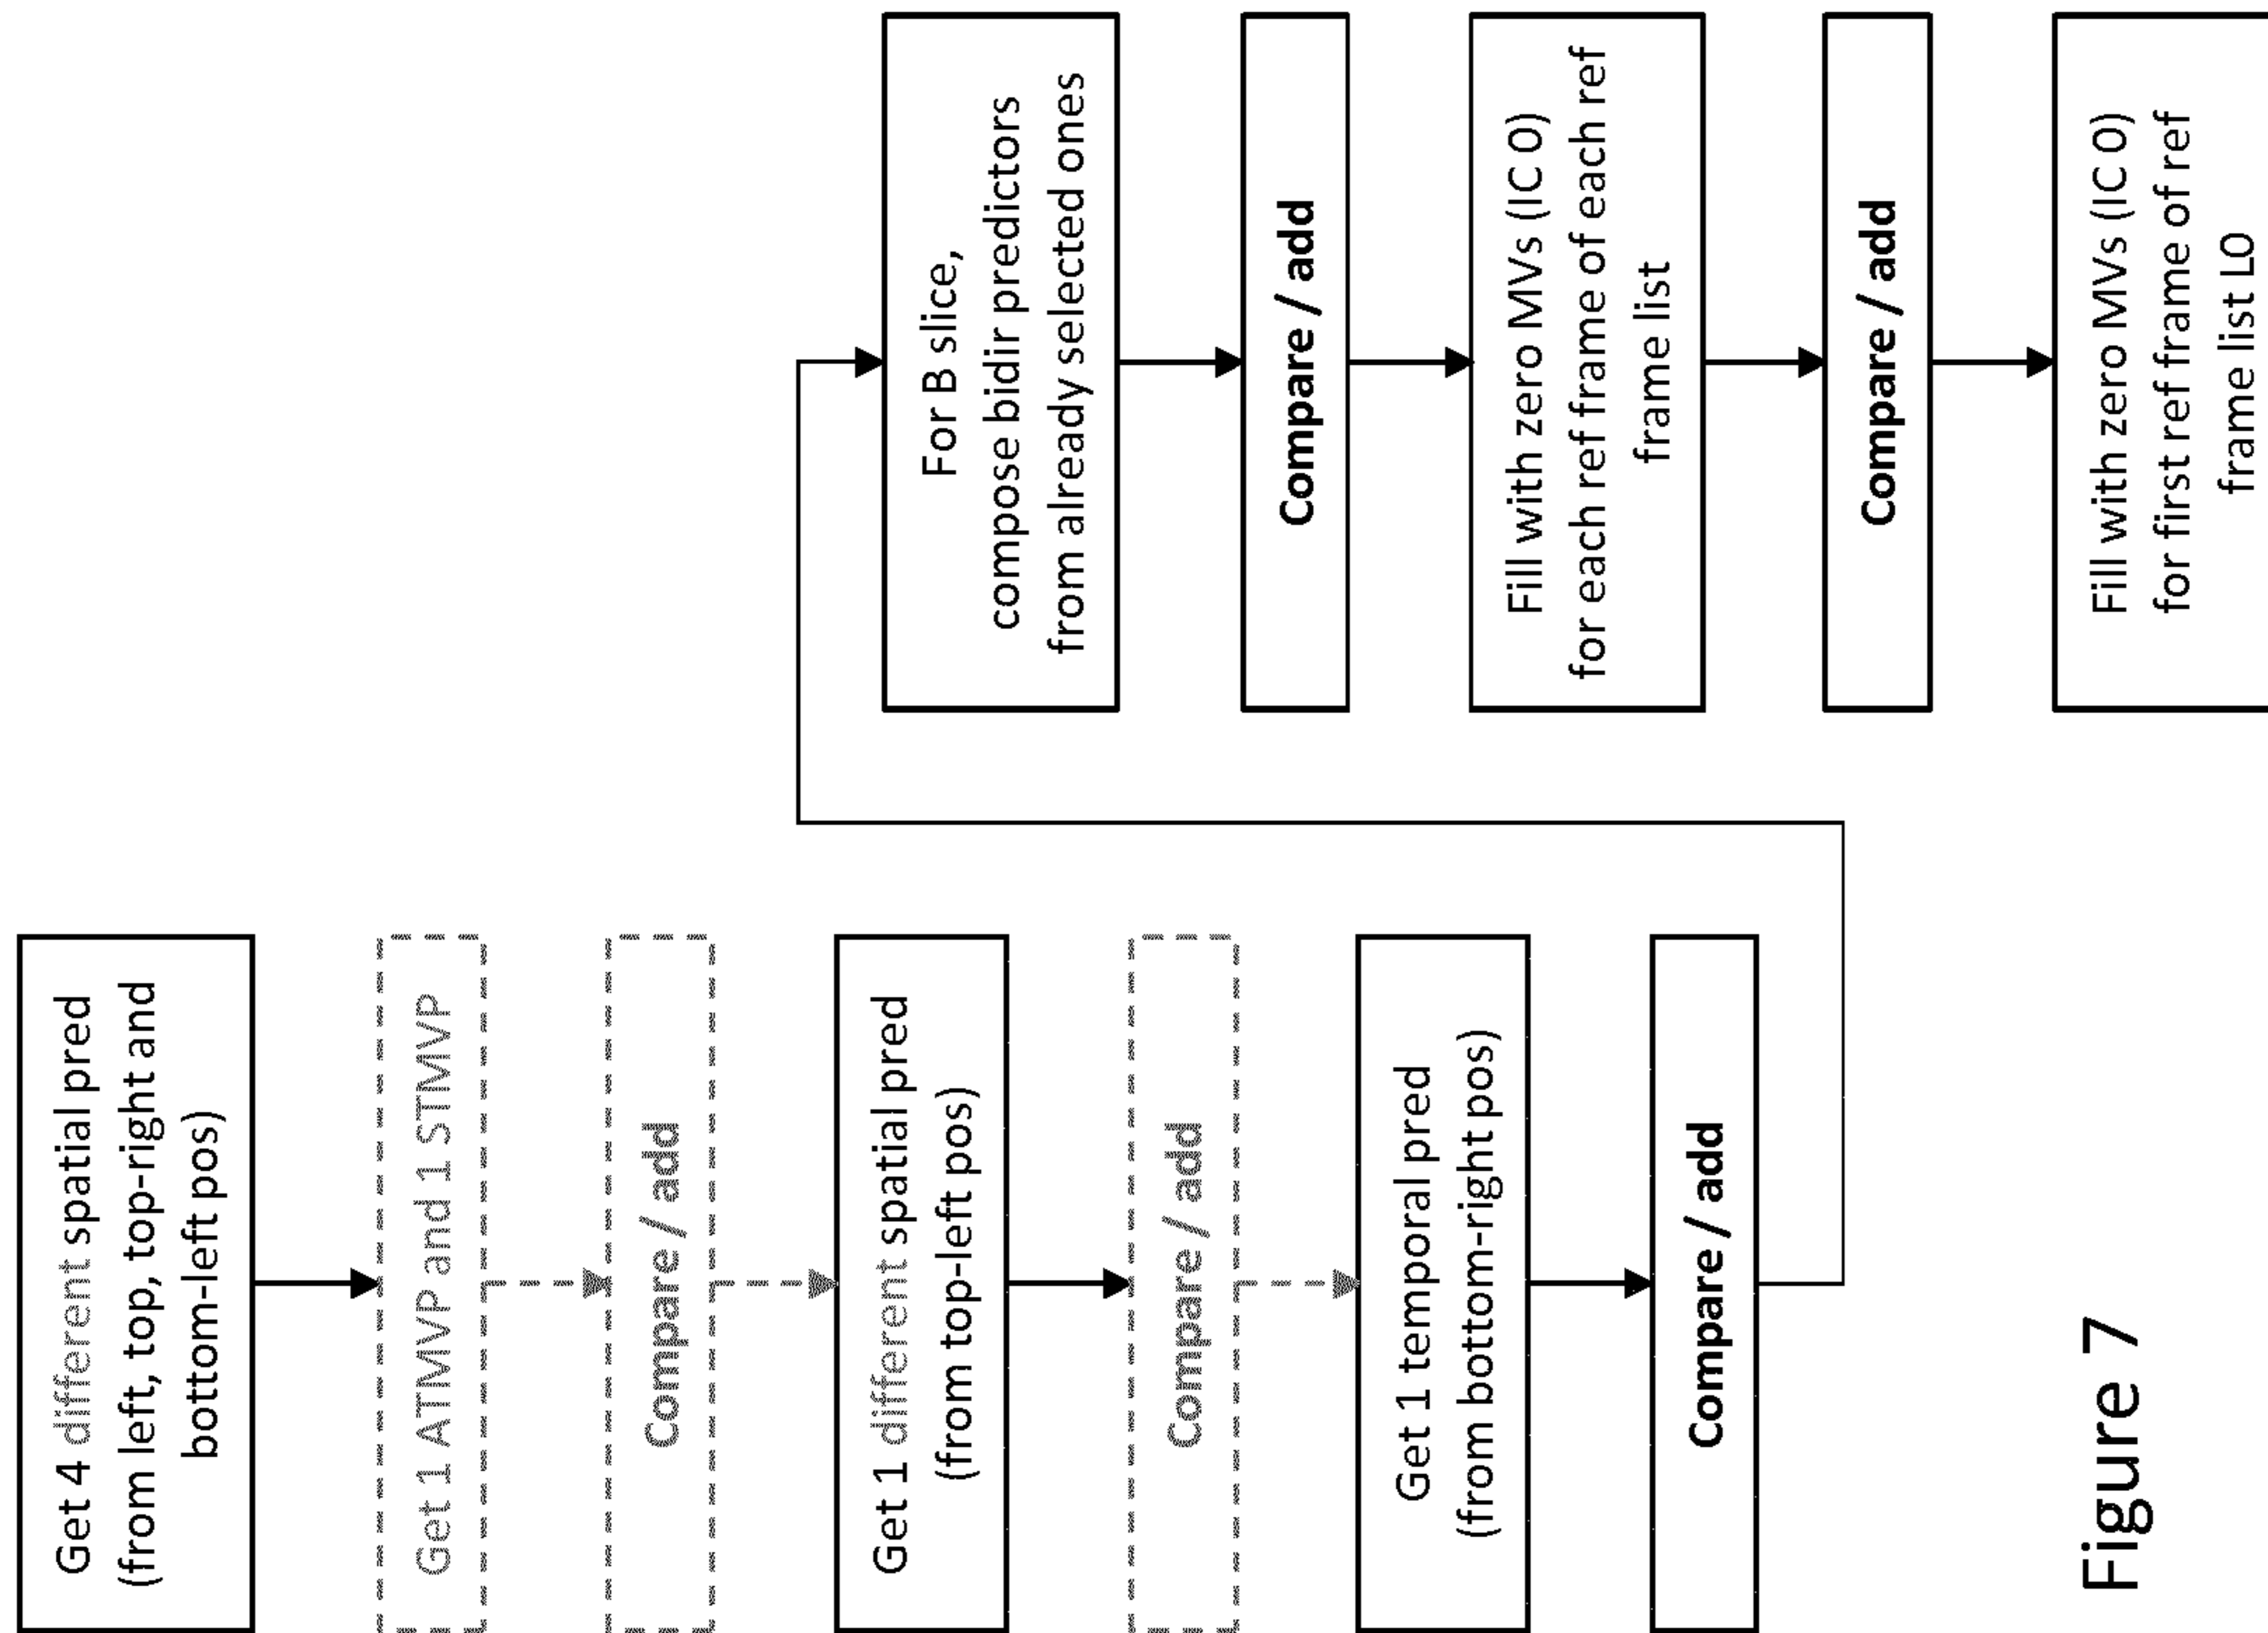 Get 4 different spatial pred
(from left, top, top-right and
bottom-left pos)
Get 1 ATMVP and 1 STMVP
Compare / add
Get 1 different spatial pred
(from top-left pos)
Compare / add
Get 1 temporal pred
(from bottom-right pos)
Compare / add
For B slice,
compose bidir predictors
from already selected ones
Compare / add
Fill with zero MVs (IC 0)
for each ref frame of each ref
frame list
Compare / add
Fill with zero MVs (IC 0)
for first ref frame of ref
frame list L0
Figure 7